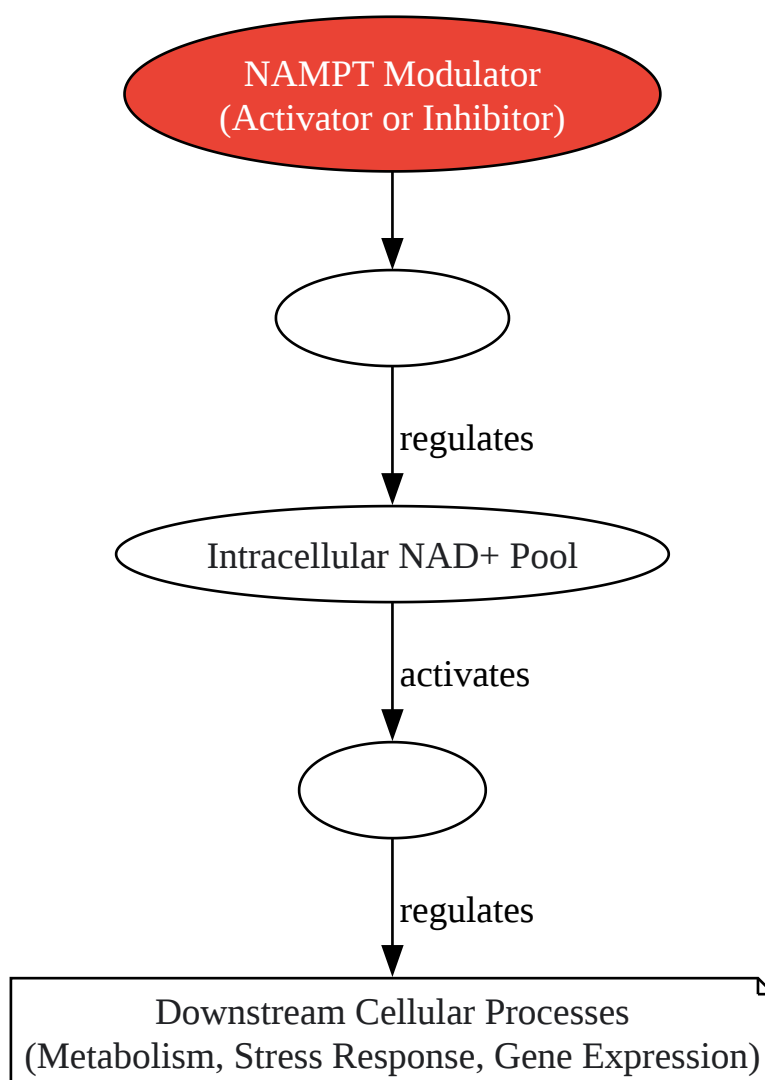 NAMPT Modulator
(Activator or Inhibitor)
regulates
Intracellular NAD+ Pool
activates
regulates
Downstream Cellular Processes
(Metabolism, Stress Response, Gene Expression)